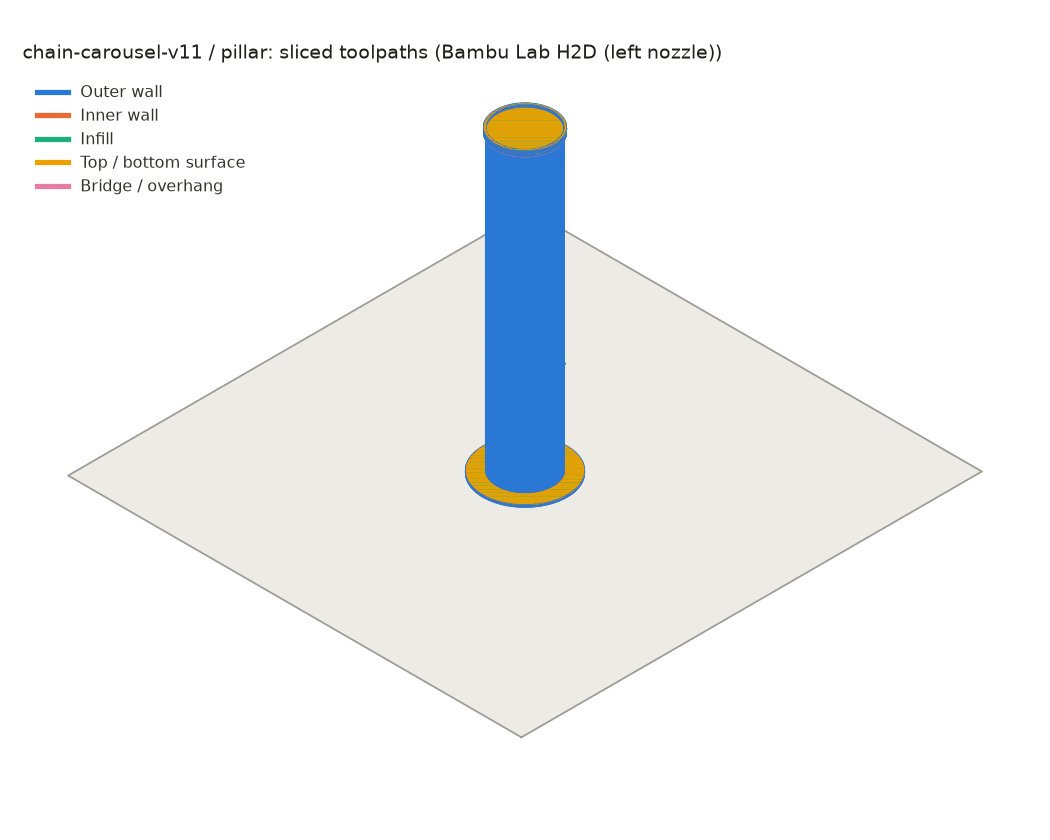 chain-carousel-v11 / pillar: sliced toolpaths (Bambu Lab H2D (left nozzle))
Outer wall
Inner wall
Infill
Top / bottom surface
Bridge / overhang